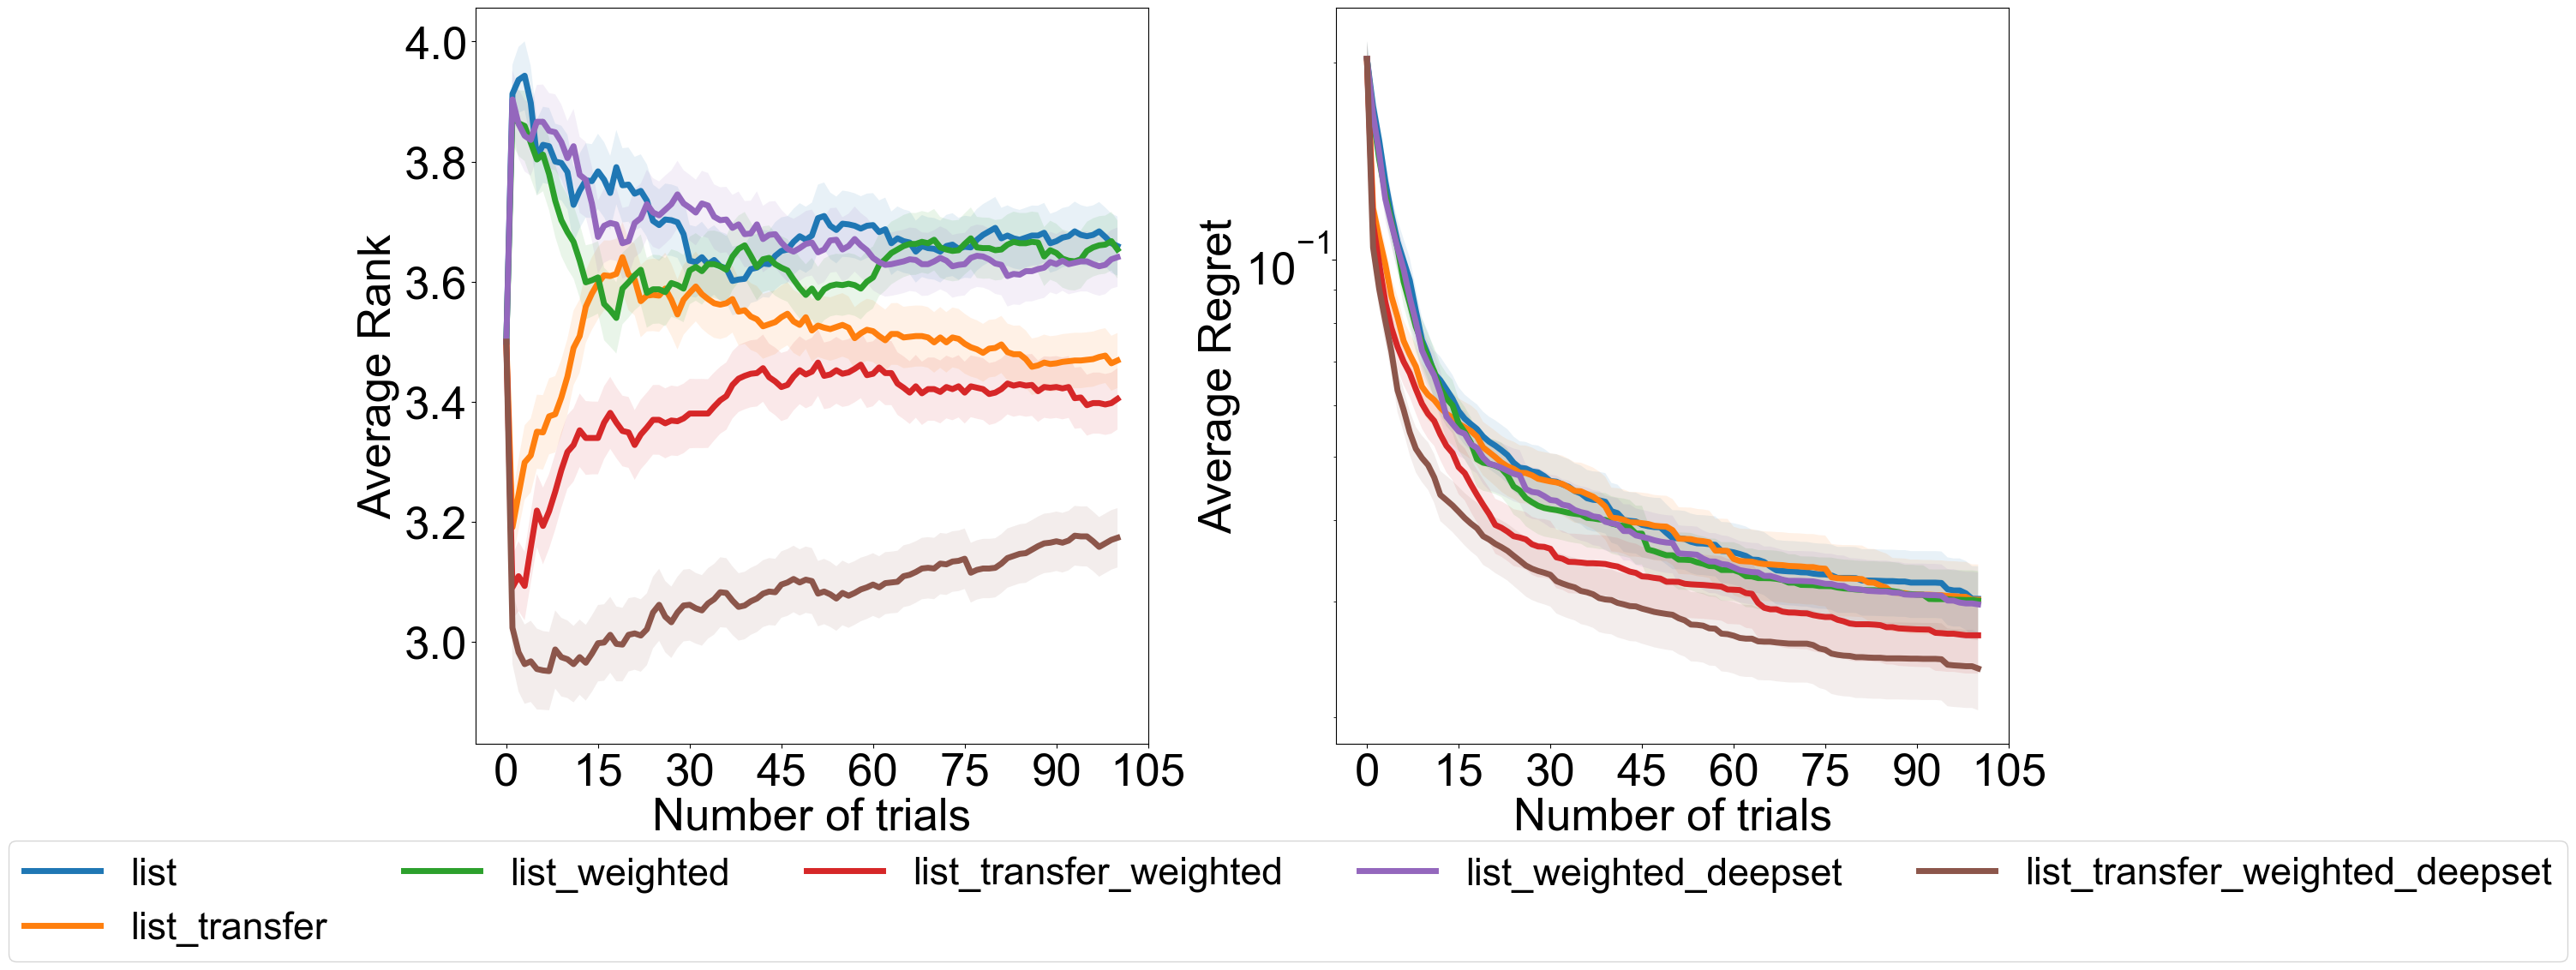 4.0
3.8
3.6
3.4
3.2
3.0
Average Rank
0 15 30 45 60 75 90 105
Number of trials
10⁻¹
Average Regret
0 15 30 45 60 75 90 105
Number of trials
list list_weighted list_transfer_weighted list_weighted_deepset list_transfer_weighted_deepset
list_transfer